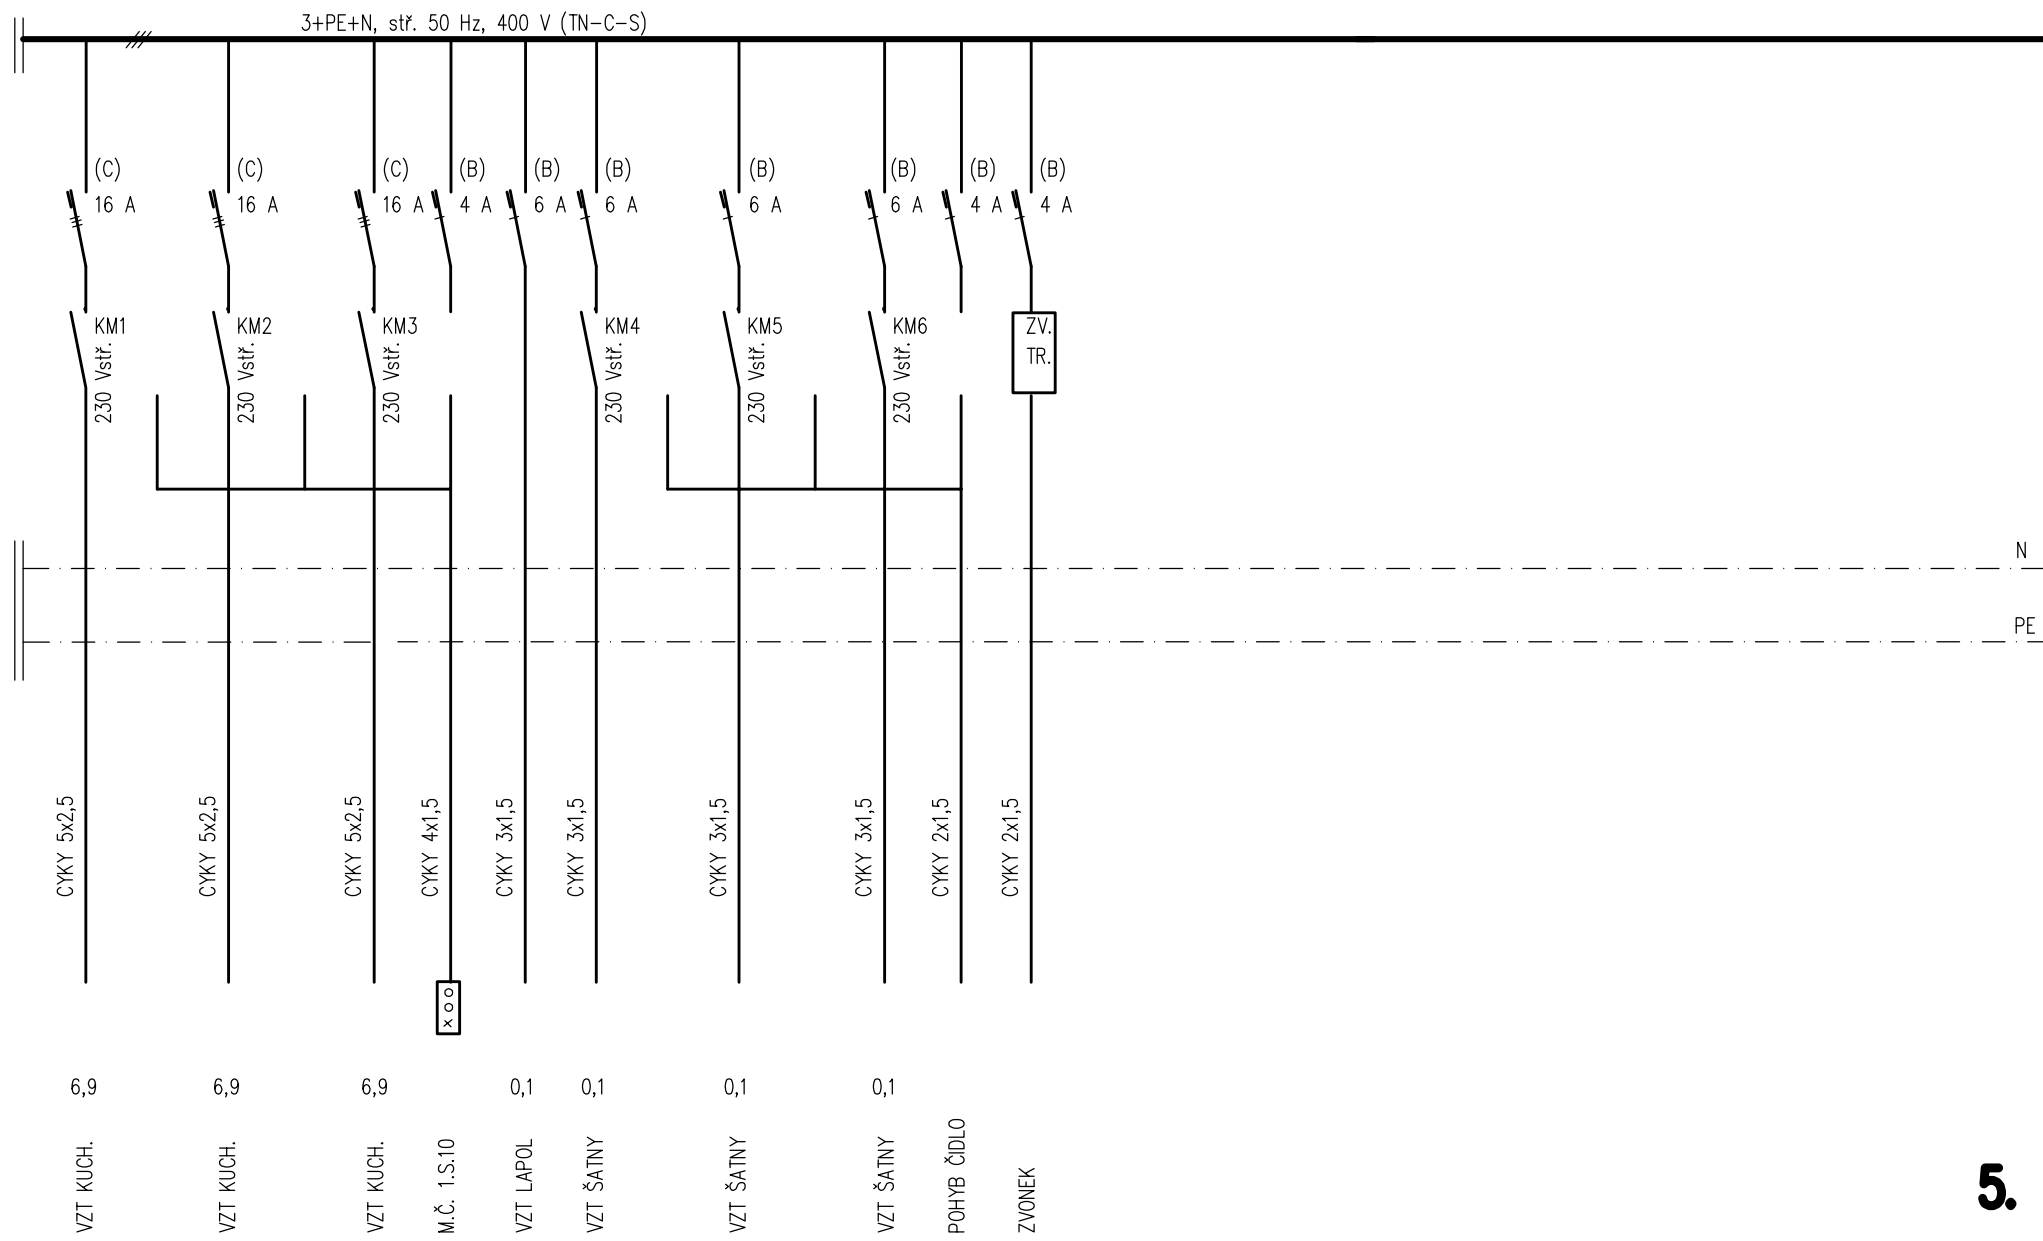 3+PE+N, stř. 50 Hz, 400 V (TN-C-S)
(C)
16 A
(C)
16 A
(C)
16 A
(B)
4 A
(B)
6 A
(B)
6 A
(B)
6 A
(B)
6 A
(B)
4 A
(B)
4 A
KM1
230 Vstř.
KM2
230 Vstř.
KM3
230 Vstř.
KM4
230 Vstř.
KM5
230 Vstř.
KM6
230 Vstř.
ZV.
TR.
N
PE
CYKY 5x2,5
CYKY 5x2,5
CYKY 5x2,5
CYKY 4x1,5
CYKY 3x1,5
CYKY 3x1,5
CYKY 3x1,5
CYKY 3x1,5
CYKY 2x1,5
CYKY 2x1,5
6,9
6,9
6,9
0,1
0,1
0,1
0,1
VZT KUCH.
VZT KUCH.
VZT KUCH.
M.Č. 1.S.10
VZT LAPOL
VZT ŠATNY
VZT ŠATNY
VZT ŠATNY
POHYB ČIDLO
ZVONEK
5.